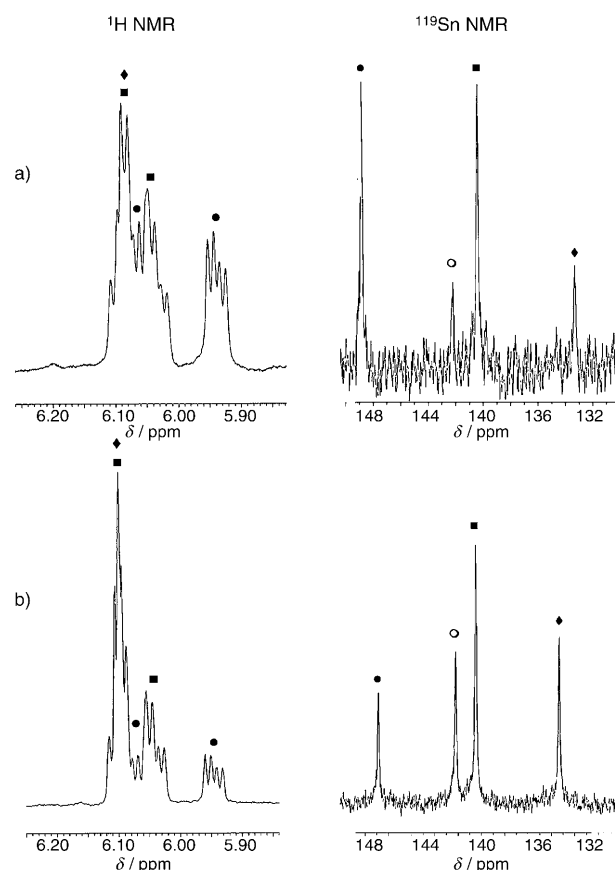 ¹H NMR
¹¹⁹Sn NMR
a)
6.20 6.10 6.00 5.90
δ / ppm
148 144 140 136 132
δ / ppm
b)
6.20 6.10 6.00 5.90
δ / ppm
148 144 140 136 132
δ / ppm